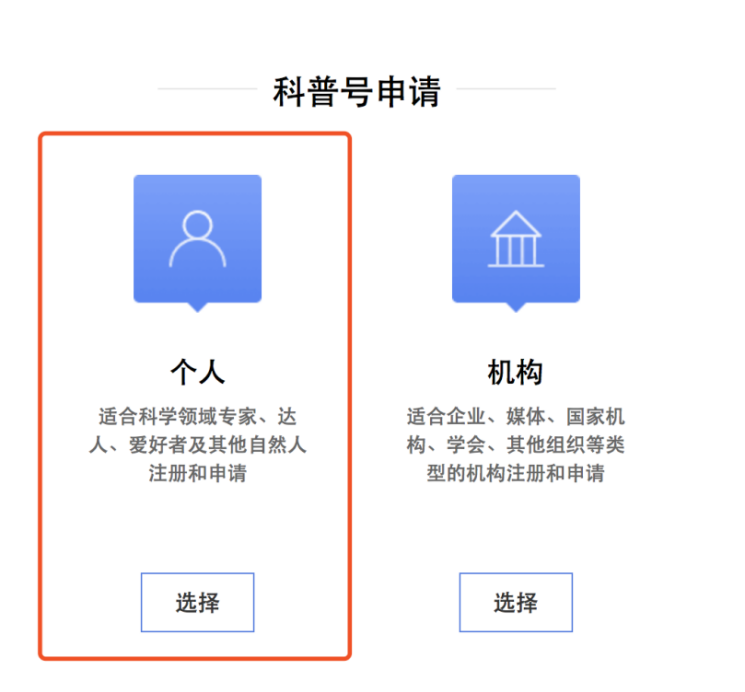 科普号申请
个人
适合科学领域专家、达
人、爱好者及其他自然人
注册和申请
选择
机构
适合企业、媒体、国家机
构、学会、其他组织等类
型的机构注册和申请
选择